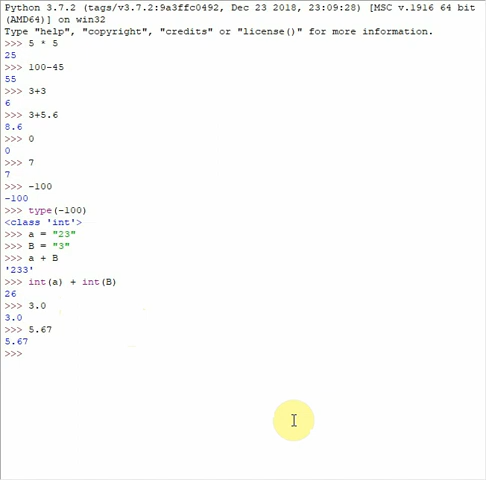 Python 3.7.2 (tags/v3.7.2:9a3ffc0492, Dec 23 2018, 23:09:28) [MSC v.1916 64 bit
(AMD64)] on win32
Type "help", "copyright", "credits" or "license()" for more information.
>>> 5 * 5
25
>>> 100-45
55
>>> 3+3
6
>>> 3+5.6
8.6
>>> 0
0
>>> 7
7
>>> -100
-100
>>> type(-100)
<class 'int'>
>>> a = "23"
>>> B = "3"
>>> a + B
'233'
>>> int(a) + int(B)
26
>>> 3.0
3.0
>>> 5.67
5.67
>>>